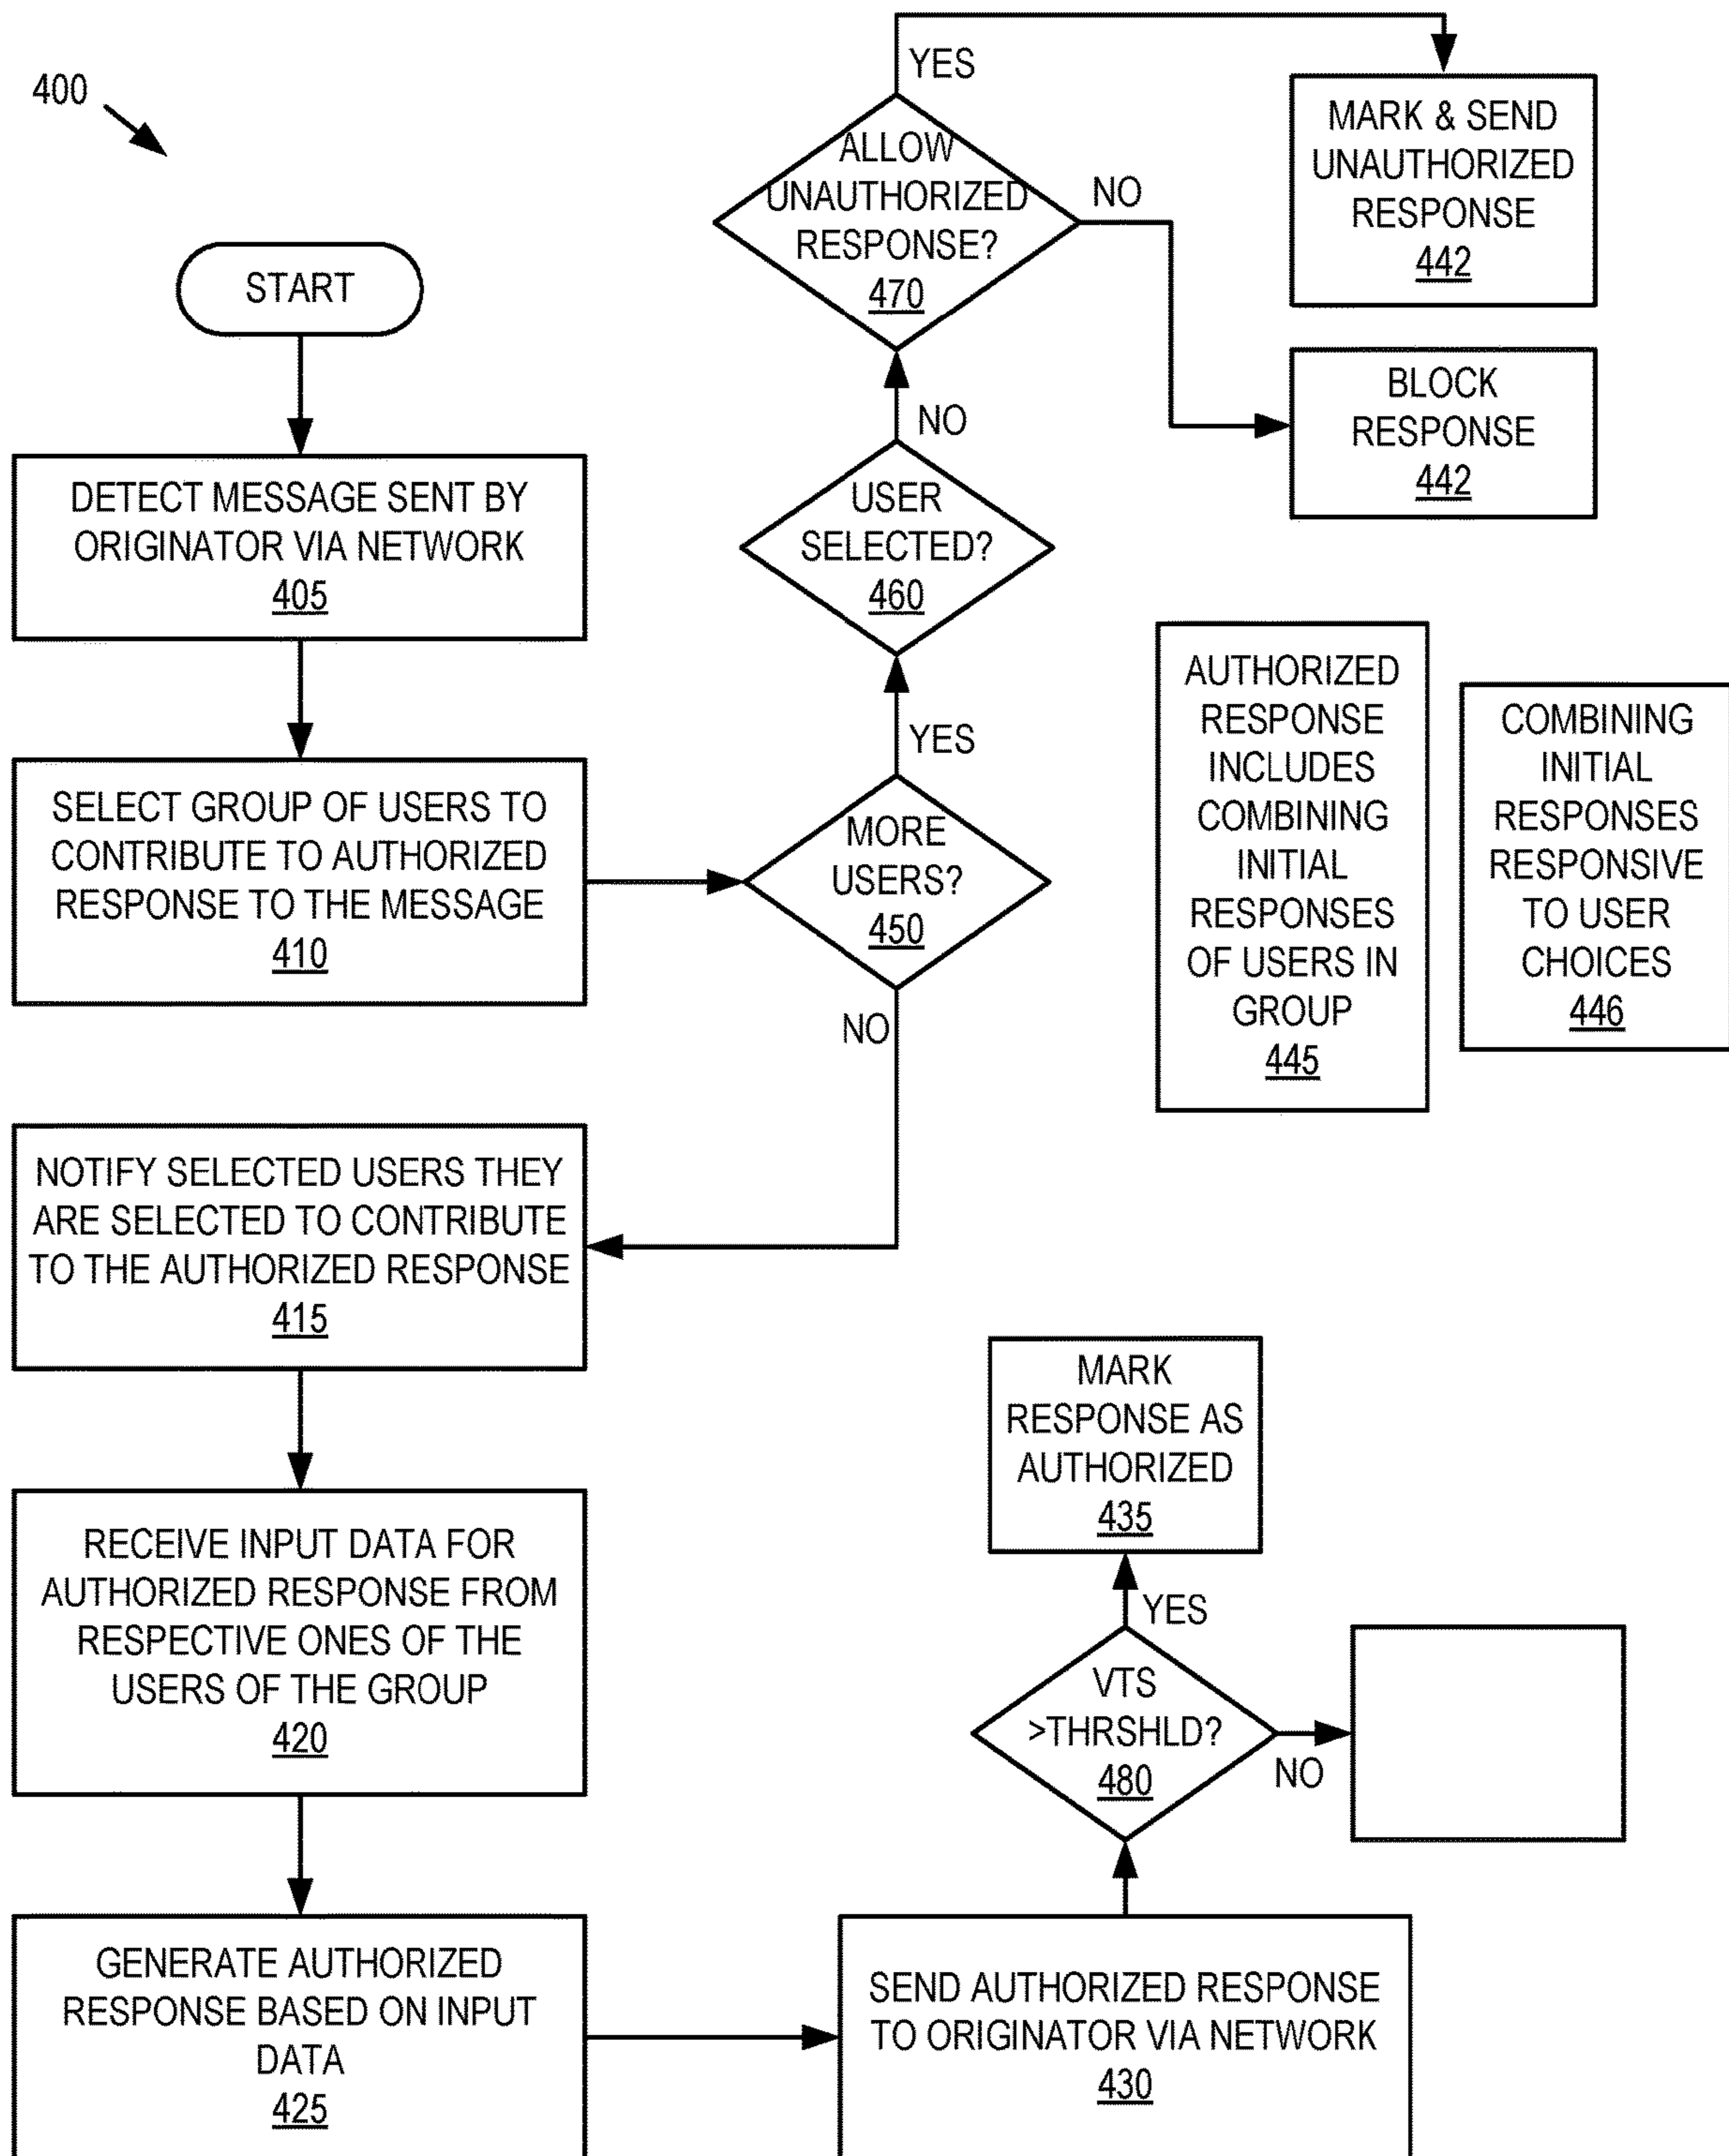 400
START
DETECT MESSAGE SENT BY
ORIGINATOR VIA NETWORK
405
SELECT GROUP OF USERS TO
CONTRIBUTE TO AUTHORIZED
RESPONSE TO THE MESSAGE
410
MORE
USERS?
450
YES
NO
USER
SELECTED?
460
NO
ALLOW
UNAUTHORIZED
RESPONSE?
470
YES
NO
MARK & SEND
UNAUTHORIZED
RESPONSE
442
BLOCK
RESPONSE
442
AUTHORIZED
RESPONSE
INCLUDES
COMBINING
INITIAL
RESPONSES
OF USERS IN
GROUP
445
COMBINING
INITIAL
RESPONSES
RESPONSIVE
TO USER
CHOICES
446
NOTIFY SELECTED USERS THEY
ARE SELECTED TO CONTRIBUTE
TO THE AUTHORIZED RESPONSE
415
RECEIVE INPUT DATA FOR
AUTHORIZED RESPONSE FROM
RESPECTIVE ONES OF THE
USERS OF THE GROUP
420
GENERATE AUTHORIZED
RESPONSE BASED ON INPUT
DATA
425
SEND AUTHORIZED RESPONSE
TO ORIGINATOR VIA NETWORK
430
VTS
>THRSHLD?
480
YES
NO
MARK
RESPONSE AS
AUTHORIZED
435